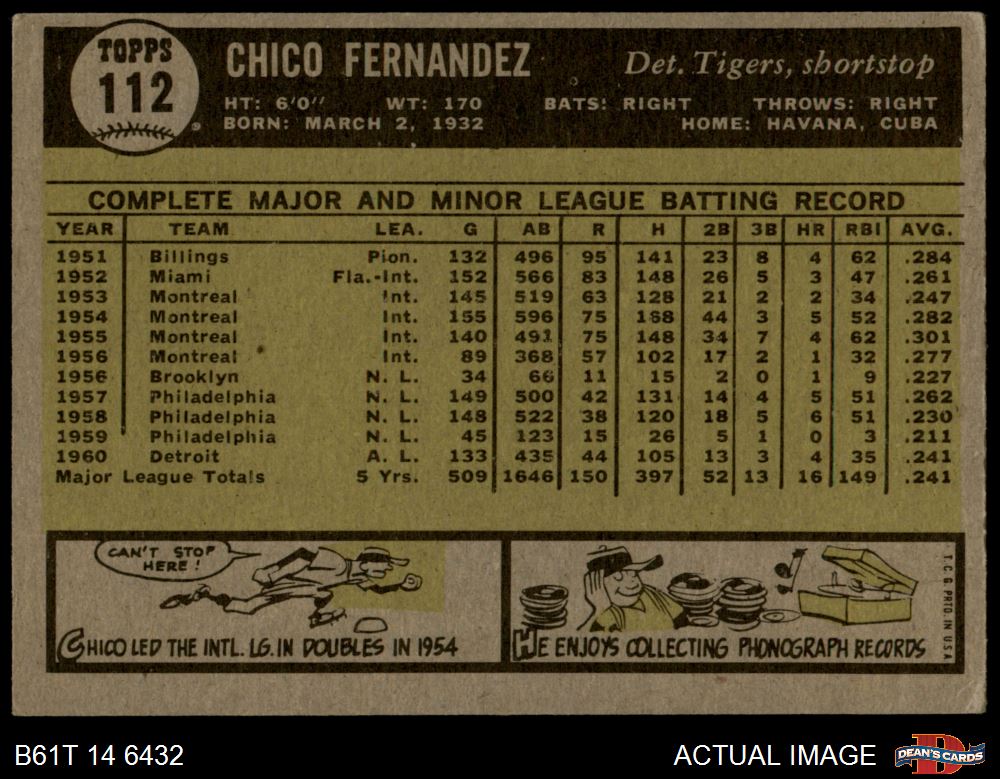 TOPPS
112
CHICO FERNANDEZ Det. Tigers, shortstop
HT: 6'0" WT: 170 BATS: RIGHT THROWS: RIGHT
BORN: MARCH 2, 1932 HOME: HAVANA, CUBA
COMPLETE MAJOR AND MINOR LEAGUE BATTING RECORD
YEAR TEAM LEA. G AB R H 2B 3B HR RBI AVG.
1951 Billings Pion. 132 496 95 141 23 8 4 62 .284
1952 Miami Fla.-Int. 152 566 83 148 26 5 3 47 .261
1953 Montreal Int. 145 519 63 128 21 2 2 34 .247
1954 Montreal Int. 155 596 75 168 44 3 5 52 .282
1955 Montreal Int. 140 491 75 148 34 7 4 62 .301
1956 Montreal Int. 89 368 57 102 17 2 1 32 .277
1956 Brooklyn N. L. 34 66 11 15 2 0 1 9 .227
1957 Philadelphia N. L. 149 500 42 131 14 4 5 51 .262
1958 Philadelphia N. L. 148 522 38 120 18 5 6 51 .230
1959 Philadelphia N. L. 45 123 15 26 5 1 0 3 .211
1960 Detroit A. L. 133 435 44 105 13 3 4 35 .241
Major League Totals 5 Yrs. 509 1646 150 397 52 13 16 149 .241
CAN'T STOP
HERE!
CHICO LED THE INTL. LG. IN DOUBLES IN 1954
HE ENJOYS COLLECTING PHONOGRAPH RECORDS
T.C.G. PRTD. IN U.S.A.
B61T 14 6432 ACTUAL IMAGE
D
DEAN'S CARDS